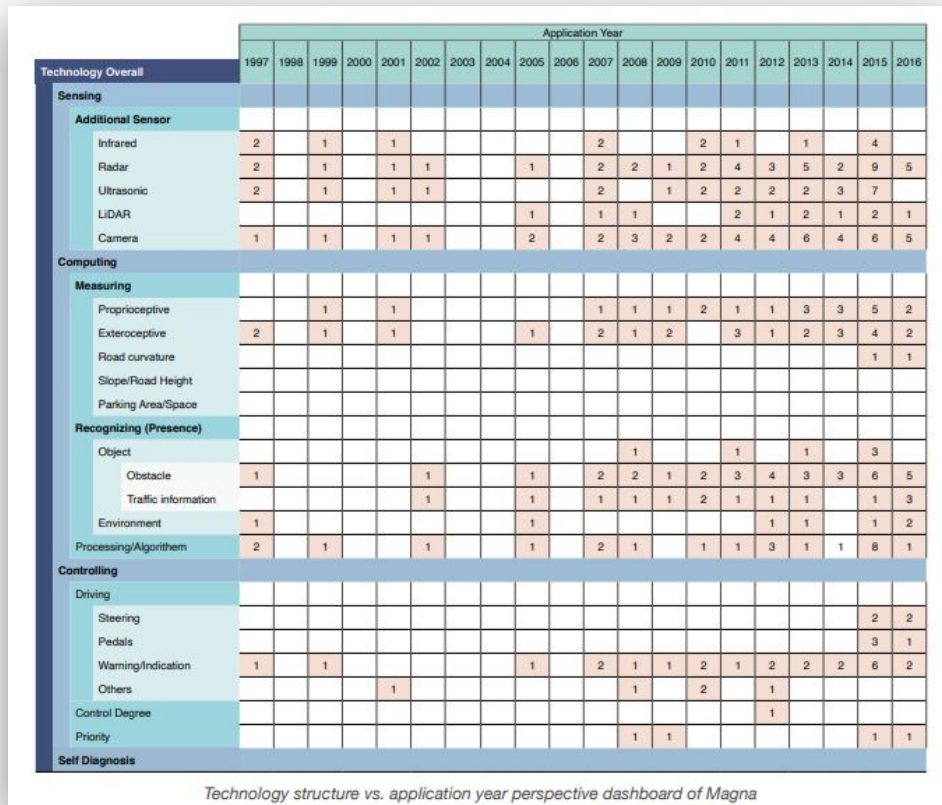 Application Year
Technology Overall 1997 1998 1999 2000 2001 2002 2003 2004 2005 2006 2007 2008 2009 2010 2011 2012 2013 2014 2015 2016
Sensing
Additional Sensor
Infrared 2 1 1 2 2 1 1 4
Radar 2 1 1 1 1 2 2 1 2 4 3 5 2 9 5
Ultrasonic 2 1 1 1 2 1 2 2 2 2 3 7
LiDAR 1 1 1 2 1 2 1 2 1
Camera 1 1 1 1 2 2 3 2 2 4 4 6 4 6 5
Computing
Measuring
Proprioceptive 1 1 1 1 1 2 1 1 3 3 5 2
Exteroceptive 2 1 1 1 2 1 2 3 1 2 3 4 2
Road curvature 1 1
Slope/Road Height
Parking Area/Space
Recognizing (Presence)
Object 1 1 1 3
Obstacle 1 1 1 2 2 1 2 3 4 3 3 6 5
Traffic information 1 1 1 1 1 2 1 1 1 1 3
Environment 1 1 1 1 1 2
Processing/Algorithem 2 1 1 1 2 1 1 1 3 1 1 8 1
Controlling
Driving
Steering 2 2
Pedals 3 1
Warning/Indication 1 1 1 2 1 1 2 1 2 2 2 6 2
Others 1 1 2 1
Control Degree 1
Priority 1 1 1 1
Self Diagnosis
Technology structure vs. application year perspective dashboard of Magna